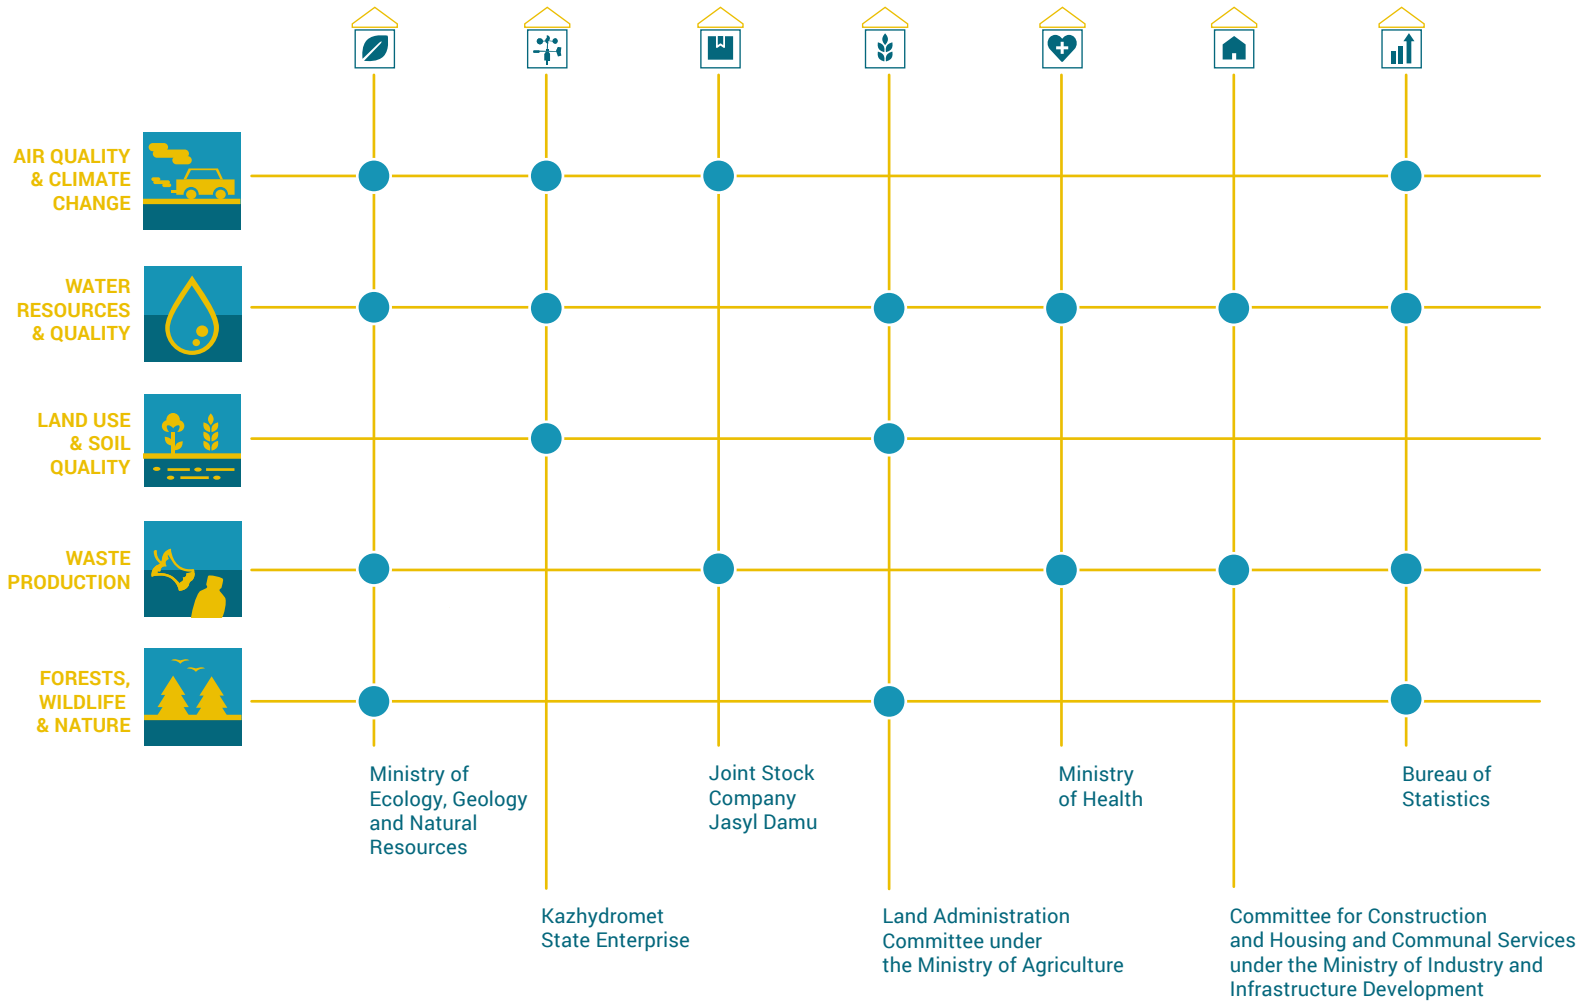 AIR QUALITY
& CLIMATE
CHANGE
WATER
RESOURCES
& QUALITY
LAND USE
& SOIL
QUALITY
WASTE
PRODUCTION
FORESTS,
WILDLIFE
& NATURE
Ministry of
Ecology, Geology
and Natural
Resources
Kazhydromet
State Enterprise
Joint Stock
Company
Jasyl Damu
Land Administration
Committee under
the Ministry of Agriculture
Ministry
of Health
Committee for Construction
and Housing and Communal Services
under the Ministry of Industry and
Infrastructure Development
Bureau of
Statistics